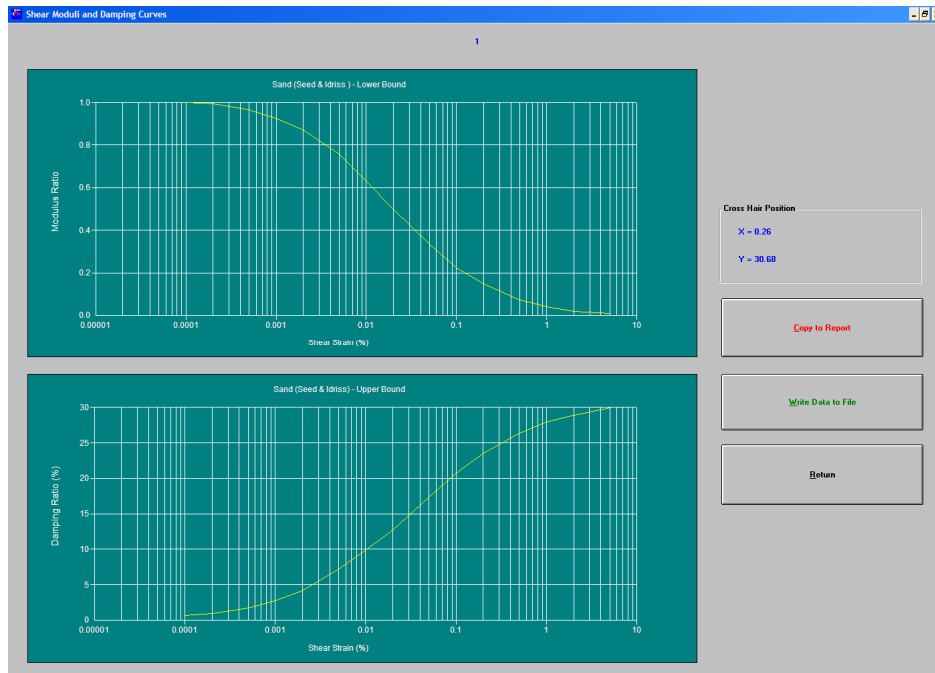 Shear Moduli and Damping Curves
1
Sand (Seed & Idriss ) - Lower Bound
Modulus Ratio
1.0
0.8
0.6
0.4
0.2
0.0
0.00001 0.0001 0.001 0.01 0.1 1 10
Shear Strain (%)
Cross Hair Position
X = 0.26
Y = 30.68
Copy to Report
Sand (Seed & Idriss) - Upper Bound
Damping Ratio (%)
30
25
20
15
10
5
0
0.00001 0.0001 0.001 0.01 0.1 1 10
Shear Strain (%)
Write Data to File
Return